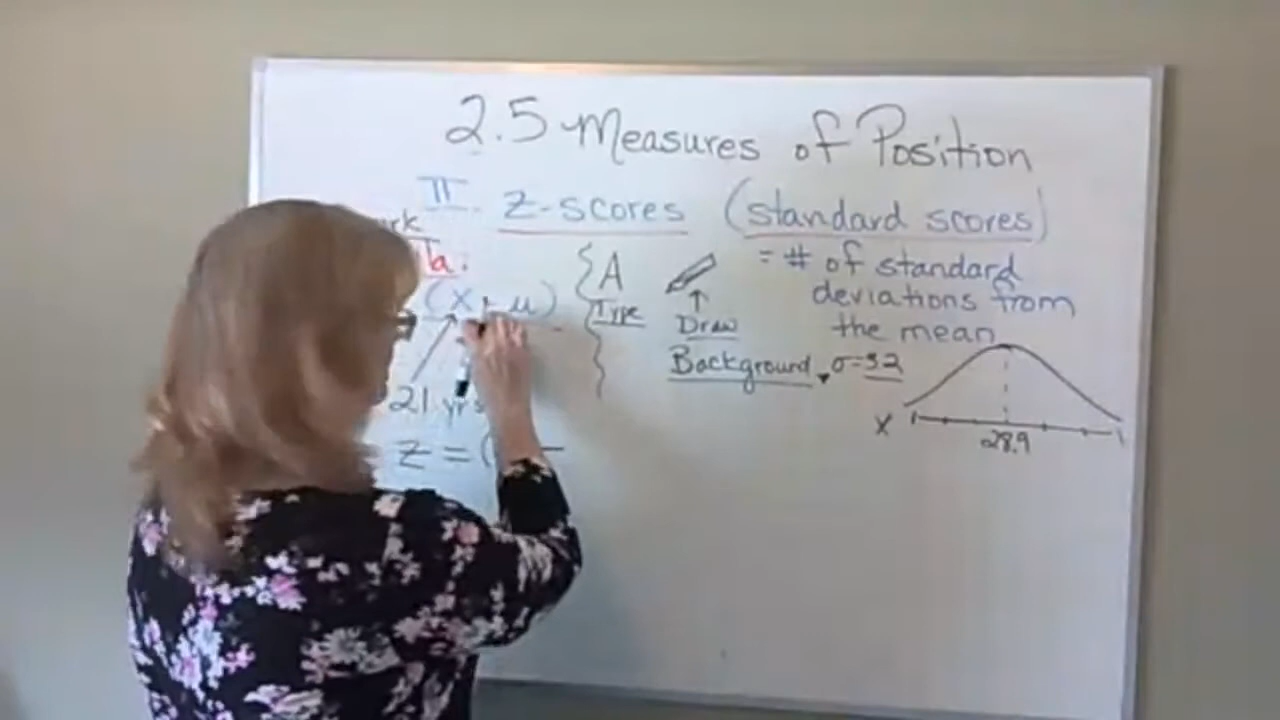 2.5 Measures of Position
II. Z-scores (standard scores)
= # of standard
deviations from
the mean
(x - μ)
21 yrs
z = ( -
A
Type
Draw
Background, σ=3.2
X
28.9